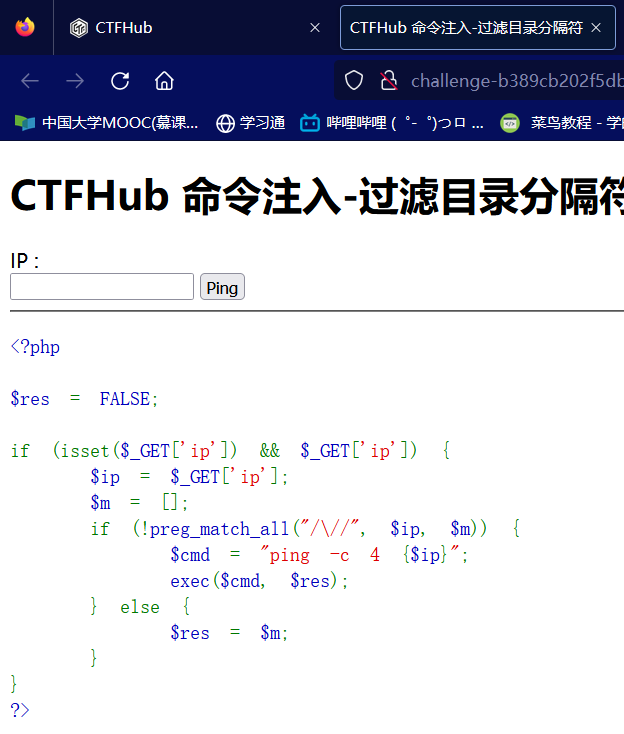 CTFHub
CTFHub 命令注入-过滤目录分隔符
challenge-b389cb202f5db
中国大学MOOC(慕课...
学习通
哔哩哔哩 (゜-゜)つロ ...
菜鸟教程 - 学的
CTFHub 命令注入-过滤目录分隔符
IP :
Ping
<?php
$res = FALSE;
if (isset($_GET['ip']) && $_GET['ip']) {
$ip = $_GET['ip'];
$m = [];
if (!preg_match_all("/\//", $ip, $m)) {
$cmd = "ping -c 4 {$ip}";
exec($cmd, $res);
} else {
$res = $m;
}
}
?>